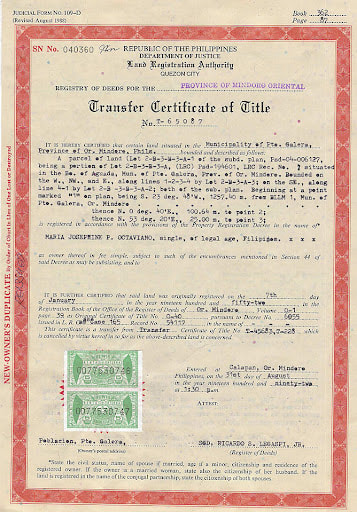 JUDICIAL FORM NO. 109—D
(Revised August 1988)
Book 362
Page 87
SN No. 040360
REPUBLIC OF THE PHILIPPINES
DEPARTMENT OF JUSTICE
Land Registration Authority
QUEZON CITY
REGISTRY OF DEEDS FOR THE PROVINCE OF MINDORO ORIENTAL
Transfer Certificate of Title
No. T-65087
IT IS HEREBY CERTIFIED that certain land situated in the Municipality of Pto. Galera,
Province of Or. Mindoro, Phils. bounded and described as follows:
A parcel of land (Lot 2-N-3-A-1 of the subd. plan, Psd-04-006127,
being a portion of Lot 2-N-3-A, (LRC) Psd-194601, LRC Rec. No. ) situated
in the Bo. of Aguada, Mun. of Pto. Galera, Prov. of Or. Mindoro. Bounded on
the W., NW., and E., along lines 1-2-3-4 by Lot 2-N-3-A-3; on the SE., along
line 4-1 by Lot 2-N-3-A-2; both of the sub. plan. Beginning at a point
marked "1" on plan, being S. 23 deg. 48'W., 1257.40 m. from BLLM 1, Mun. of
Pto. Galera, Or. Mindoro
thence N 0 deg. 40'E., 100.64 m. to point 2;
thence N 53 deg. 20'E., 25.00 m. to point 3;
is registered in accordance with the provisions of the Property Registration Decree in the name of
MARIA JOSEFINE P. OCTAVIANO, single, of legal age, Filipino, x x x
as owner thereof in fee simple, subject to such of the encumbrances mentioned in Section 44 of
said Decree as may be subsisting, and to
IT IS FURTHER CERTIFIED that said land was originally registered on the 7th day
of January in the year nineteen hundred and fifty-two in the
Registration Book of the Office of the Register of Deeds of Or. Mindoro Volume O-1
page 38 as Original Certificate of Title No. O-40 pursuant to Decree No. 6055
issued in L.R.C. Case 145 Record No. 54112 in the name of
This certificate is a transfer from Transfer Certificate of Title No. T-45683,T-228 which
is cancelled by virtue hereof in so far as the above-described land is concerned.
Entered at Calapan, Or. Mindoro
Philippines, on the 31st day of August
in the year nineteen hundred and ninety-two
at 3:30 p.m.
ATTEST:
0077630746
0077630747
Poblacion, Pto. Galera,
(Owner's postal address)
SGD. RICARDO S. LEGASPI, JR.
(Register of Deeds)
*State the civil status, name of spouse if married, age if a minor, citizenship and residence of the
registered owner. If the owner is a married woman, state also the citizenship of her husband. If the
land is registered in the name of the conjugal partnership, state the citizenship of both spouses.
NEW-OWNER'S DUPLICATE